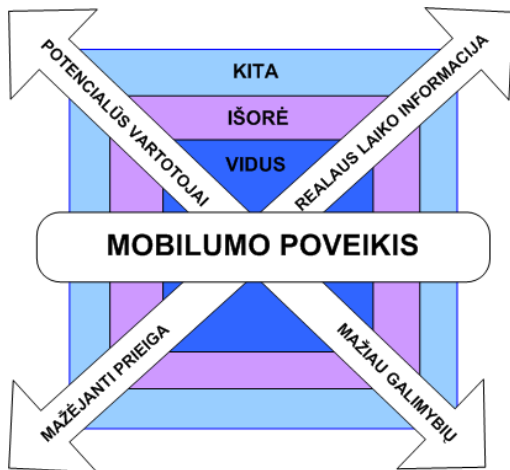 POTENCIALŪS VARTOTOJAI
REALAUS LAIKO INFORMACIJA
KITA
IŠORĖ
VIDUS
MOBILUMO POVEIKIS
MAŽĖJANTI PRIEIGA
MAŽIAU GALIMYBIŲ